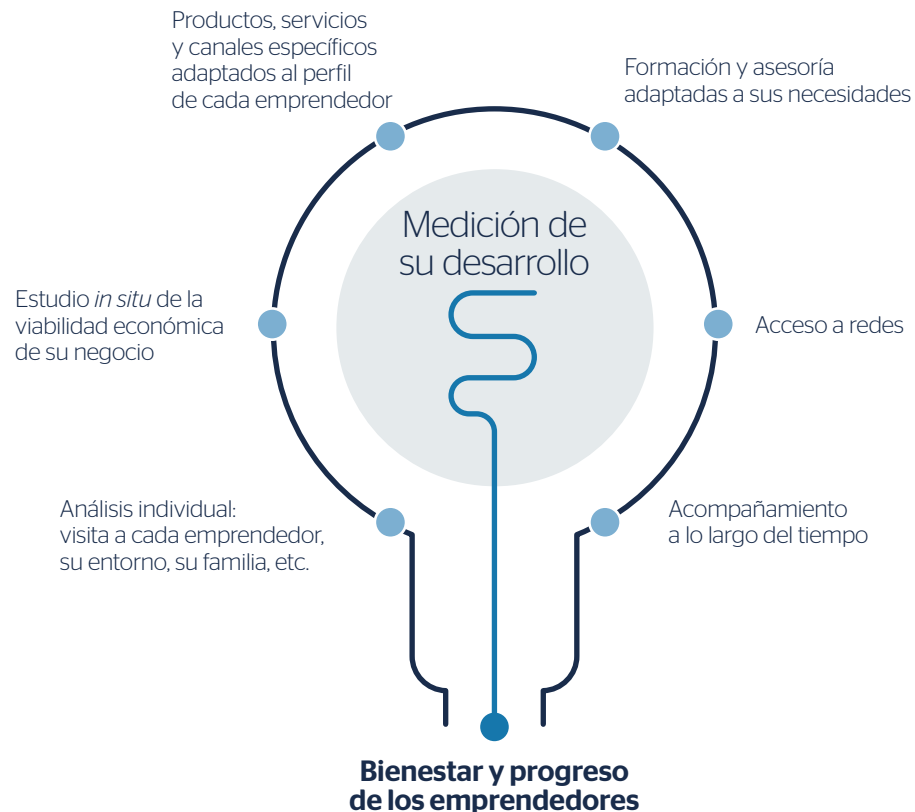 Productos, servicios
y canales específicos
adaptados al perfil
de cada emprendedor
Formación y asesoría
adaptadas a sus necesidades
Medición de
su desarrollo
Estudio in situ de la
viabilidad económica
de su negocio
Acceso a redes
Análisis individual:
visita a cada emprendedor,
su entorno, su familia, etc.
Acompañamiento
a lo largo del tiempo
Bienestar y progreso
de los emprendedores